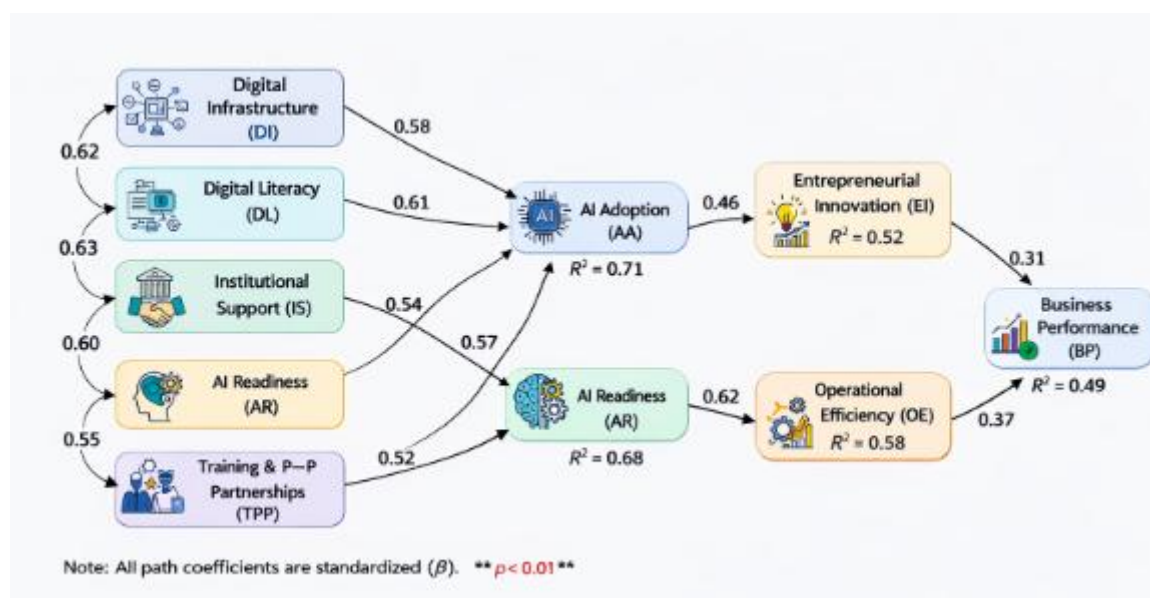 Digital
Infrastructure
(DI)
0.62
Digital Literacy
(DL)
0.63
Institutional
Support (IS)
0.60
AI Readiness
(AR)
0.55
Training & P–P
Partnerships
(TPP)
0.58
0.61
0.54
0.57
0.52
AI
AI Adoption
(AA)
R² = 0.71
AI Readiness
(AR)
R² = 0.68
0.46
0.62
Entrepreneurial
Innovation (EI)
R² = 0.52
Operational
Efficiency (OE)
R² = 0.58
0.31
0.37
Business
Performance
(BP)
R² = 0.49
Note: All path coefficients are standardized (β). **p < 0.01**